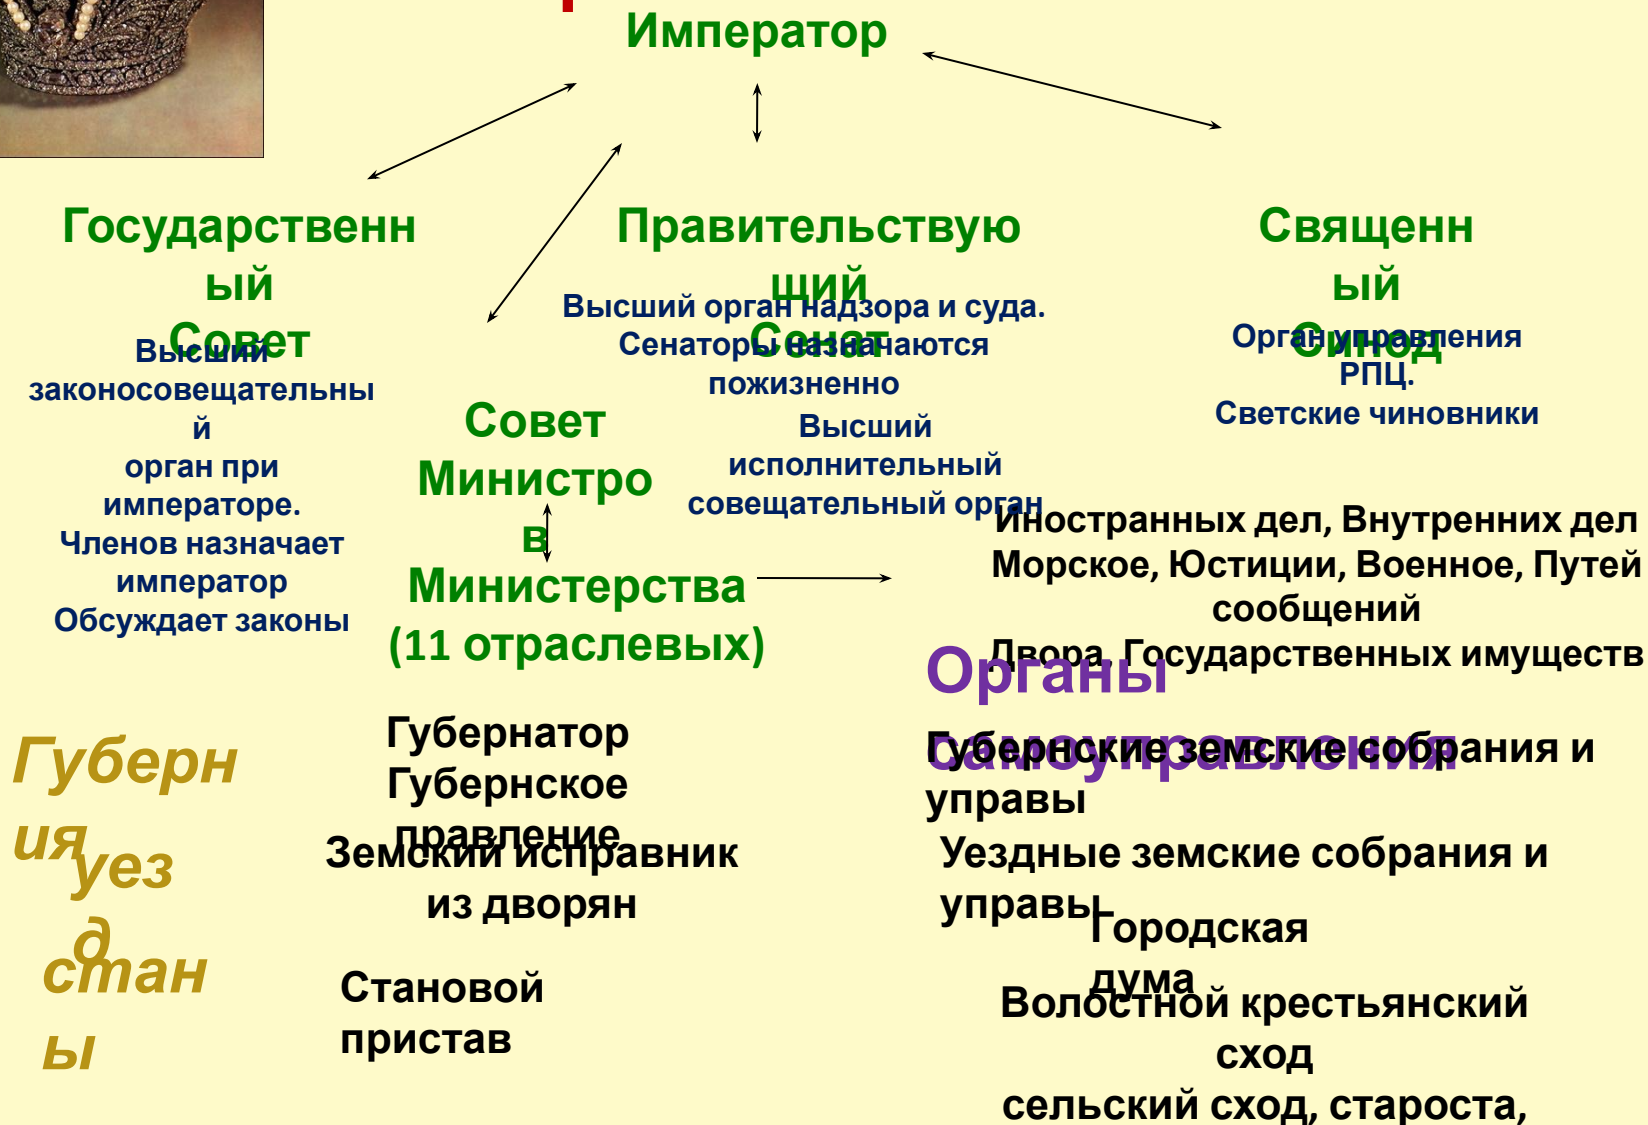 Император
Государственн
ый
Совет
Высший
законосовещательны
й
орган при
императоре.
Членов назначает
император
Обсуждает законы
Правительствую
щий
Сенат
Высший орган надзора и суда.
Сенаторы назначаются
пожизненно
Священн
ый
Синод
Орган управления
РПЦ.
Светские чиновники
Совет
Министро
в
Высший
исполнительный
совещательный орган
Министерства
(11 отраслевых)
Иностранных дел, Внутренних дел
Морское, Юстиции, Военное, Путей
сообщений
Двора, Государственных имуществ
Органы
самоуправления
Губерн
ия
Губернатор
Губернское
правление
Губернские земские собрания и
управы
уез
д
Земский исправник
из дворян
Уездные земские собрания и
управы
Городская
дума
стан
ы
Становой
пристав
Волостной крестьянский
сход
сельский сход, староста,